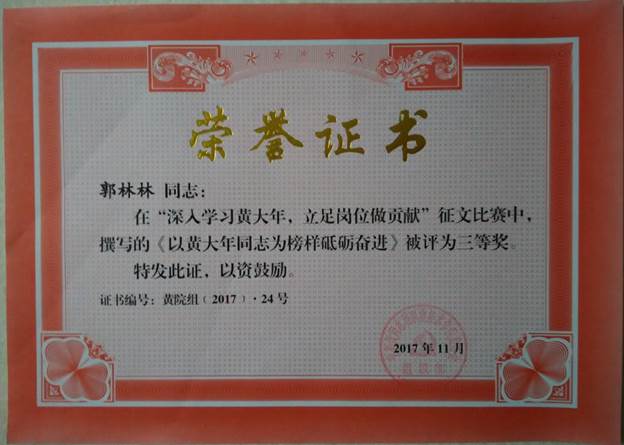 荣誉证书
郭林林 同志：
在“深入学习黄大年，立足岗位做贡献”征文比赛中，
撰写的《以黄大年同志为榜样砥砺奋进》被评为三等奖。
特发此证，以资鼓励。
证书编号：黄院组﹝2017﹞·24号
2017年11月